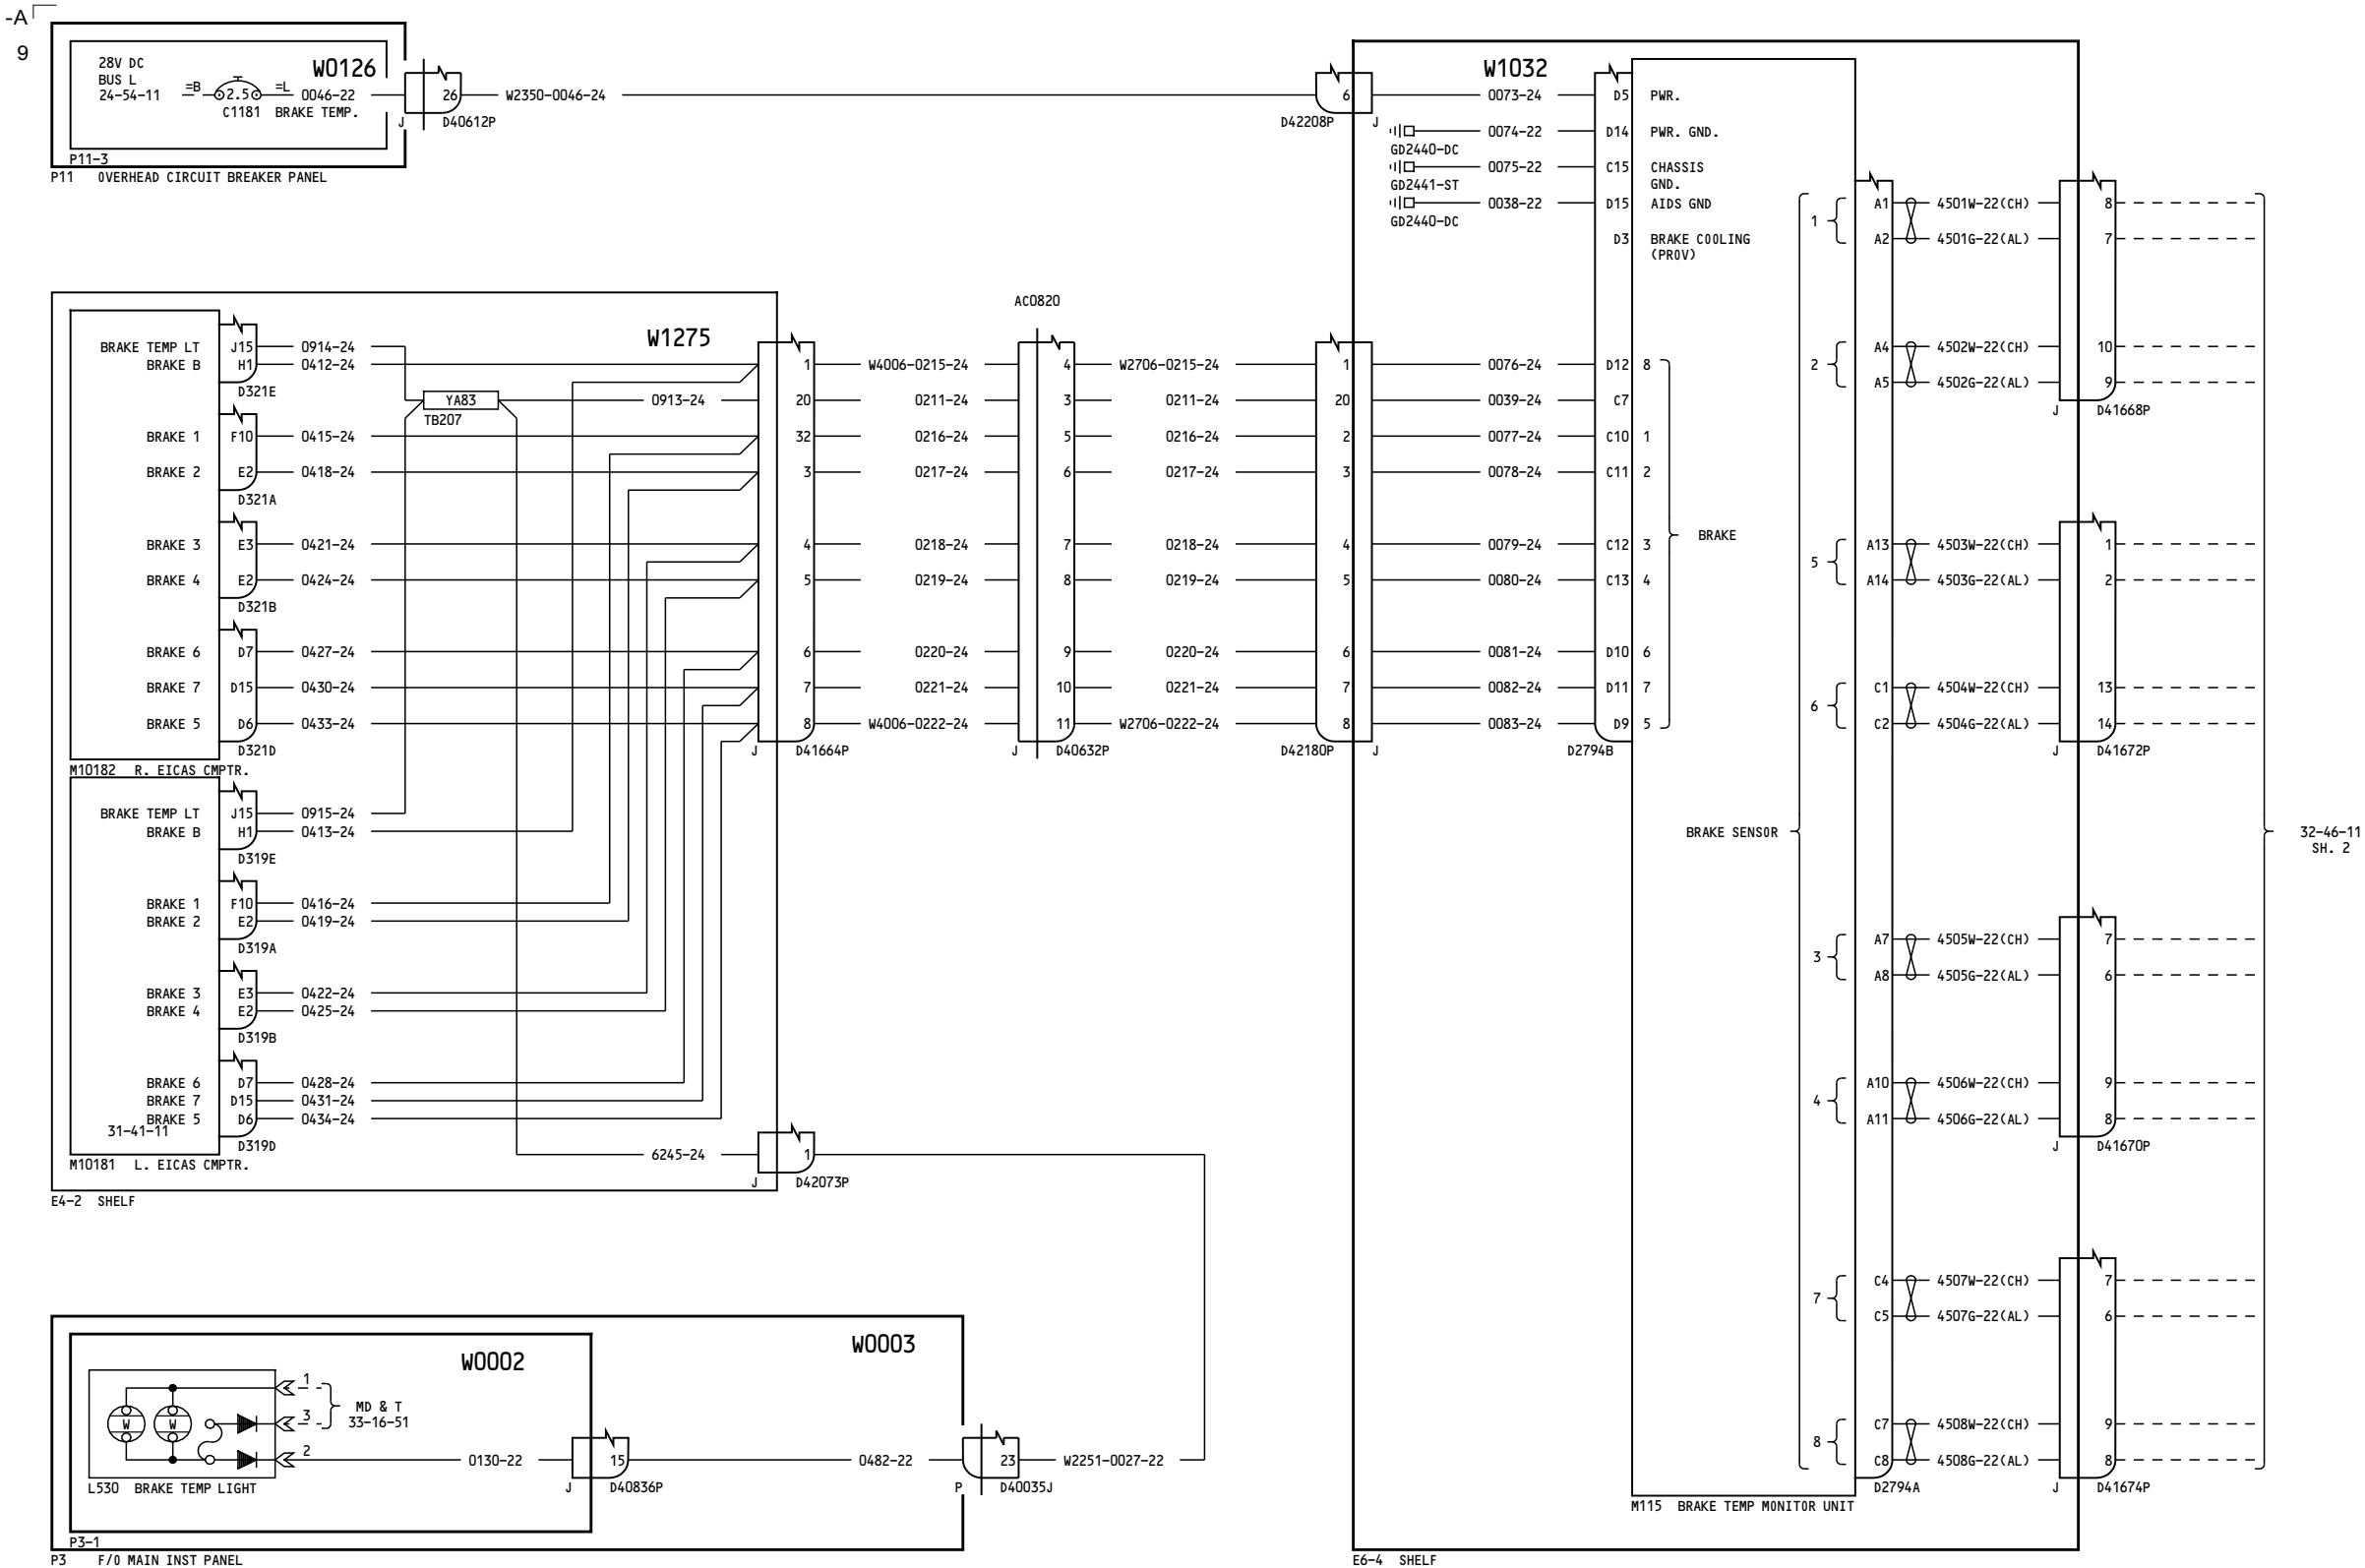 -A
9
28V DC
BUS L
24-54-11
=B
2.5
=L
0046-22
C1181 BRAKE TEMP.
W0126
P11-3
P11 OVERHEAD CIRCUIT BREAKER PANEL
26
J
D40612P
W2350-0046-24
6
D42208P
J
W1032
0073-24
D5 PWR.
GD2440-DC
0074-22
D14 PWR. GND.
GD2441-ST
0075-22
C15 CHASSIS
GND.
GD2440-DC
0038-22
D15 AIDS GND
D3 BRAKE COOLING
(PROV)
W1275
AC0820
BRAKE TEMP LT J15 0914-24
BRAKE B H1 0412-24
D321E
YA83
TB207
0913-24
BRAKE 1 F10 0415-24
BRAKE 2 E2 0418-24
D321A
BRAKE 3 E3 0421-24
BRAKE 4 E2 0424-24
D321B
BRAKE 6 D7 0427-24
BRAKE 7 D15 0430-24
BRAKE 5 D6 0433-24
D321D
M10182 R. EICAS CMPTR.
BRAKE TEMP LT J15 0915-24
BRAKE B H1 0413-24
D319E
BRAKE 1 F10 0416-24
BRAKE 2 E2 0419-24
D319A
BRAKE 3 E3 0422-24
BRAKE 4 E2 0425-24
D319B
BRAKE 6 D7 0428-24
BRAKE 7 D15 0431-24
BRAKE 5 D6 0434-24
31-41-11
D319D
M10181 L. EICAS CMPTR.
E4-2 SHELF
1 W4006-0215-24 4 W2706-0215-24 1 0076-24 D12 8
20 0211-24 3 0211-24 20 0039-24 C7
32 0216-24 5 0216-24 2 0077-24 C10 1
3 0217-24 6 0217-24 3 0078-24 C11 2
4 0218-24 7 0218-24 4 0079-24 C12 3
5 0219-24 8 0219-24 5 0080-24 C13 4
6 0220-24 9 0220-24 6 0081-24 D10 6
7 0221-24 10 0221-24 7 0082-24 D11 7
8 W4006-0222-24 11 W2706-0222-24 8 0083-24 D9 5
J D41664P J D40632P D42180P J D2794B
BRAKE
6245-24
1
J D42073P
BRAKE SENSOR
1
A1 4501W-22(CH) 8
A2 4501G-22(AL) 7
2
A4 4502W-22(CH) 10
A5 4502G-22(AL) 9
J D41668P
5
A13 4503W-22(CH) 1
A14 4503G-22(AL) 2
6
C1 4504W-22(CH) 13
C2 4504G-22(AL) 14
J D41672P
32-46-11
SH. 2
3
A7 4505W-22(CH) 7
A8 4505G-22(AL) 6
4
A10 4506W-22(CH) 9
A11 4506G-22(AL) 8
J D41670P
7
C4 4507W-22(CH) 7
C5 4507G-22(AL) 6
8
C7 4508W-22(CH) 9
C8 4508G-22(AL) 8
D2794A
J D41674P
M115 BRAKE TEMP MONITOR UNIT
E6-4 SHELF
W0003
W0002
W W
1
3
2
MD & T
33-16-51
0130-22
15
0482-22
23
W2251-0027-22
L530 BRAKE TEMP LIGHT
J D40836P
P D40035J
P3-1
P3 F/O MAIN INST PANEL